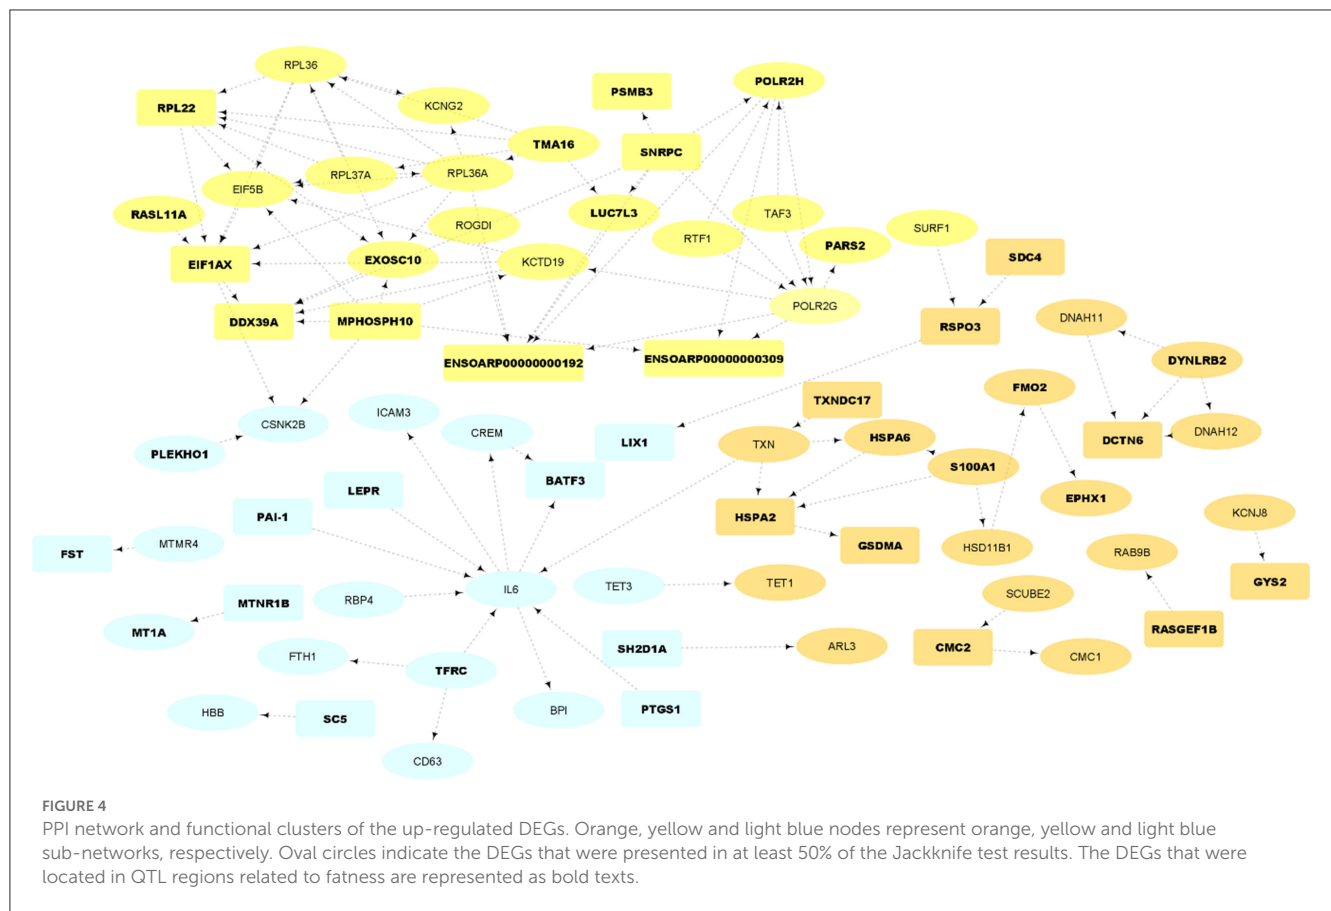 RPL36
POLR2H
PSMB3
RPL22
KCNG2
TMA16
SNRPC
RPL37A
RPL36A
EIF5B
RASL11A
ROGDI
LUC7L3
TAF3
RTF1
PARS2
SURF1
SDC4
EIF1AX
EXOSC10
KCTD19
DDX39A
MPHOSPH10
POLR2G
RSPO3
DNAH11
ENSOARP00000000192
ENSOARP00000000309
DYNLRB2
FMO2
TXNDC17
ICAM3
CSNK2B
CREM
LIX1
TXN
HSPA6
DCTN6
DNAH12
PLEKHO1
S100A1
BATF3
LEPR
EPHX1
PAI-1
HSPA2
KCNJ8
FST
MTMR4
GSDMA
HSD11B1
RAB9B
GYS2
MTNR1B
RBP4
IL6
TET3
TET1
SCUBE2
MT1A
RASGEF1B
SH2D1A
ARL3
CMC2
CMC1
FTH1
TFRC
HBB
SC5
BPI
PTGS1
CD63
FIGURE 4
PPI network and functional clusters of the up-regulated DEGs. Orange, yellow and light blue nodes represent orange, yellow and light blue
sub-networks, respectively. Oval circles indicate the DEGs that were presented in at least 50% of the Jackknife test results. The DEGs that were
located in QTL regions related to fatness are represented as bold texts.